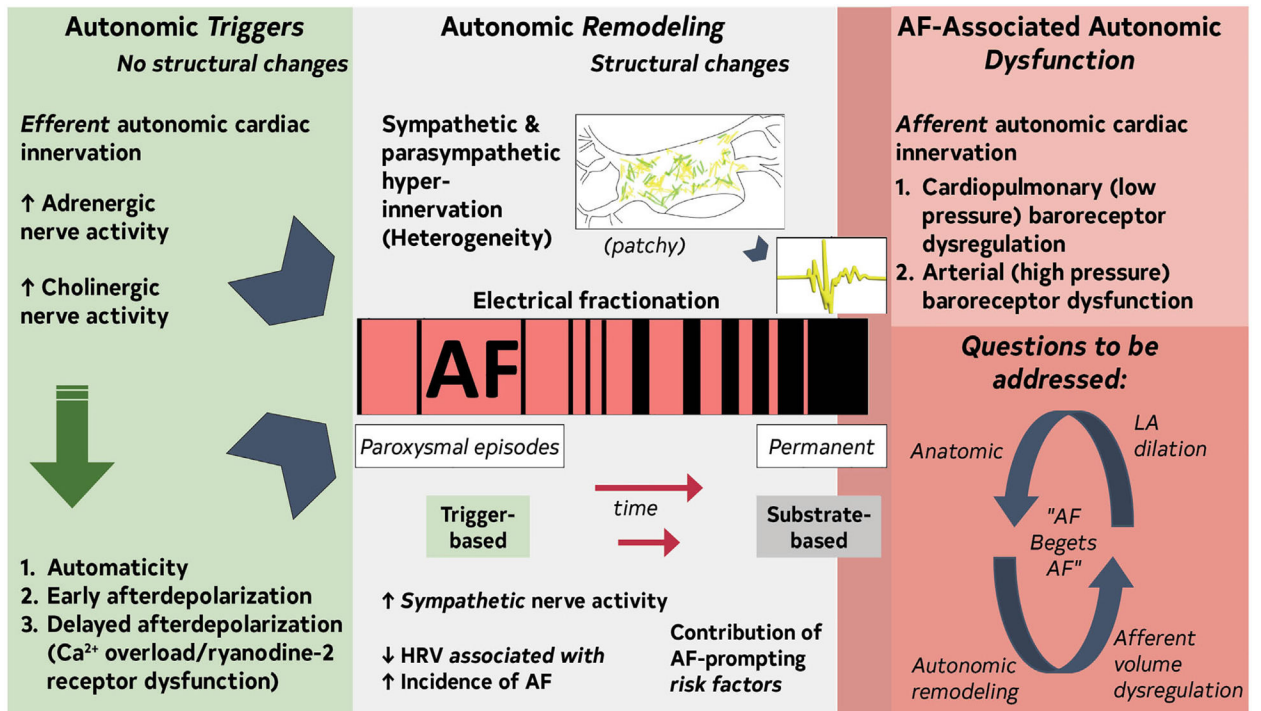 Autonomic Triggers
No structural changes
Efferent autonomic cardiac
innervation
↑ Adrenergic
nerve activity
↑ Cholinergic
nerve activity
1. Automaticity
2. Early afterdepolarization
3. Delayed afterdepolarization
(Ca²⁺ overload/ryanodine-2
receptor dysfunction)
Autonomic Remodeling
Structural changes
Sympathetic &
parasympathetic
hyper-
innervation
(Heterogeneity)
(patchy)
Electrical fractionation
AF
Paroxysmal episodes
Permanent
time
Trigger-
based
Substrate-
based
↑ Sympathetic nerve activity
↓ HRV associated with
↑ Incidence of AF
Contribution of
AF-prompting
risk factors
AF-Associated Autonomic
Dysfunction
Afferent autonomic cardiac
innervation
1. Cardiopulmonary (low
pressure) baroreceptor
dysregulation
2. Arterial (high pressure)
baroreceptor dysfunction
Questions to be
addressed:
Anatomic
LA
dilation
"AF
Begets
AF"
Autonomic
remodeling
Afferent
volume
dysregulation